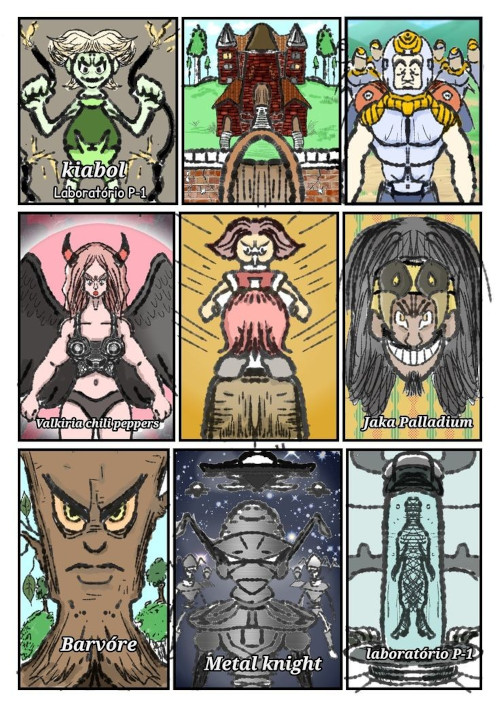 kiabol
Laboratório P-1
Valkiria chili peppers
Jaka Palladium
Barvóre
Metal knight
laboratório P-1